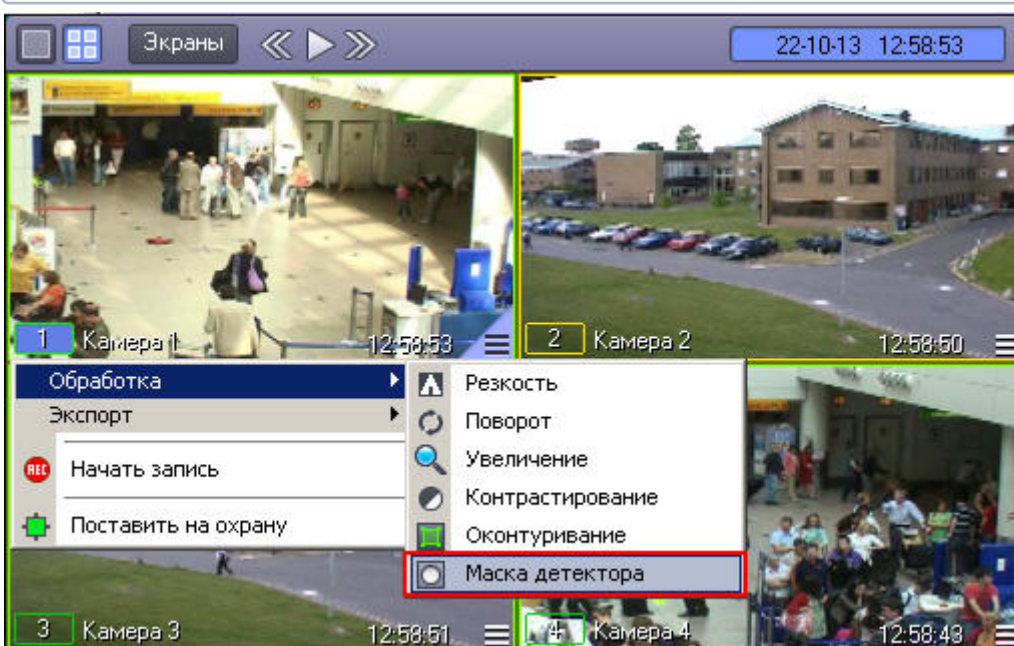 Экраны
22-10-13 12:58:53
1 Камера 1 12:58:53
2 Камера 2 12:58:50
Обработка
Экспорт
REC Начать запись
Поставить на охрану
Резкость
Поворот
Увеличение
Контрастирование
Оконтуривание
Маска детектора
3 Камера 3 12:58:51
4 Камера 4 12:58:43